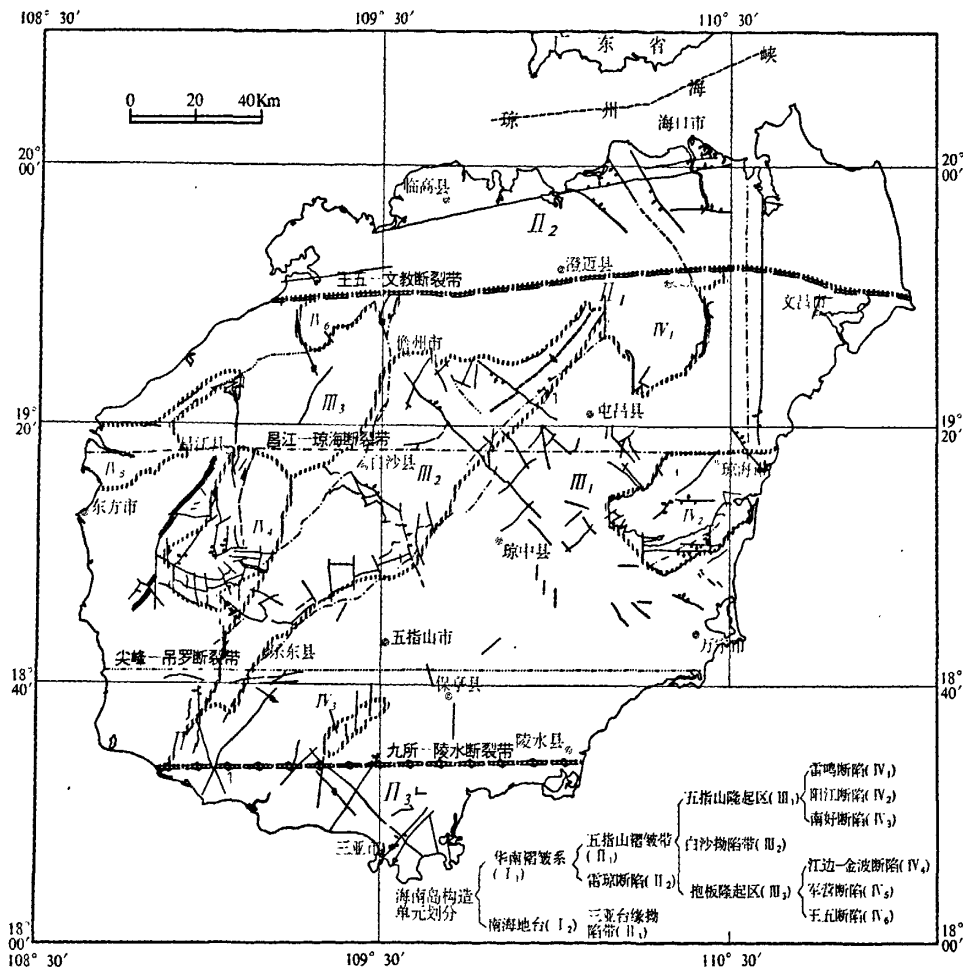 108° 30′
109° 30′
110° 30′
东 省
琼 州 海 峡
0 20 40Km
海口市
20° 00′
20° 00′
临高县
Ⅱ₂
澄迈县
王五—文教断裂带
Ⅱ₁
文昌市
Ⅳ₆
Ⅳ₁
儋州市
Ⅲ₃
屯昌县
19° 20′
19° 20′
昌江县
昌江—琼海断裂带
白沙县
Ⅲ₂
Ⅲ₁
琼海市
东方市
Ⅳ₄
Ⅳ₂
琼中县
五指山市
万宁市
尖峰—吊罗断裂带
乐东县
18° 40′
18° 40′
保亭县
Ⅳ₃
陵水县
九所—陵水断裂带
Ⅱ₃
三亚市
雷鸣断陷(Ⅳ₁)
五指山隆起区(Ⅲ₁)
阳江断陷(Ⅳ₂)
南好断陷(Ⅳ₃)
五指山褶皱带(Ⅱ₁)
白沙拗陷带(Ⅲ₂)
华南褶皱系(Ⅰ₁)
雷琼断陷(Ⅱ₂)
江边—金波断陷(Ⅳ₄)
抱板隆起区(Ⅲ₃)
军营断陷(Ⅳ₅)
王五断陷(Ⅳ₆)
海南岛构造单元划分
南海地台(Ⅰ₂)
三亚台缘拗陷带(Ⅱ₁)
18° 00′
18° 00′
108° 30′
109° 30′
110° 30′